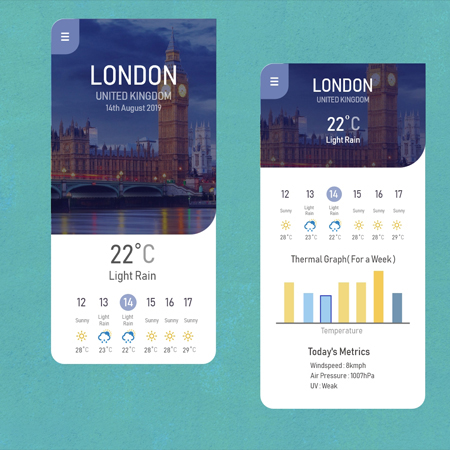 LONDON
UNITED KINGDOM
14th August 2019
22°C
Light Rain
12 13 14 15 16 17
Sunny Light Rain Light Rain Sunny Sunny Sunny
28°C 23°C 22°C 28°C 28°C 29°C
LONDON
UNITED KINGDOM
22°C
Light Rain
12 13 14 15 16 17
Sunny Light Rain Light Rain Sunny Sunny Sunny
28°C 23°C 22°C 28°C 28°C 29°C
Thermal Graph( For a Week )
Temperature
Today's Metrics
Windspeed : 8kmph
Air Pressure : 1007hPa
UV : Weak